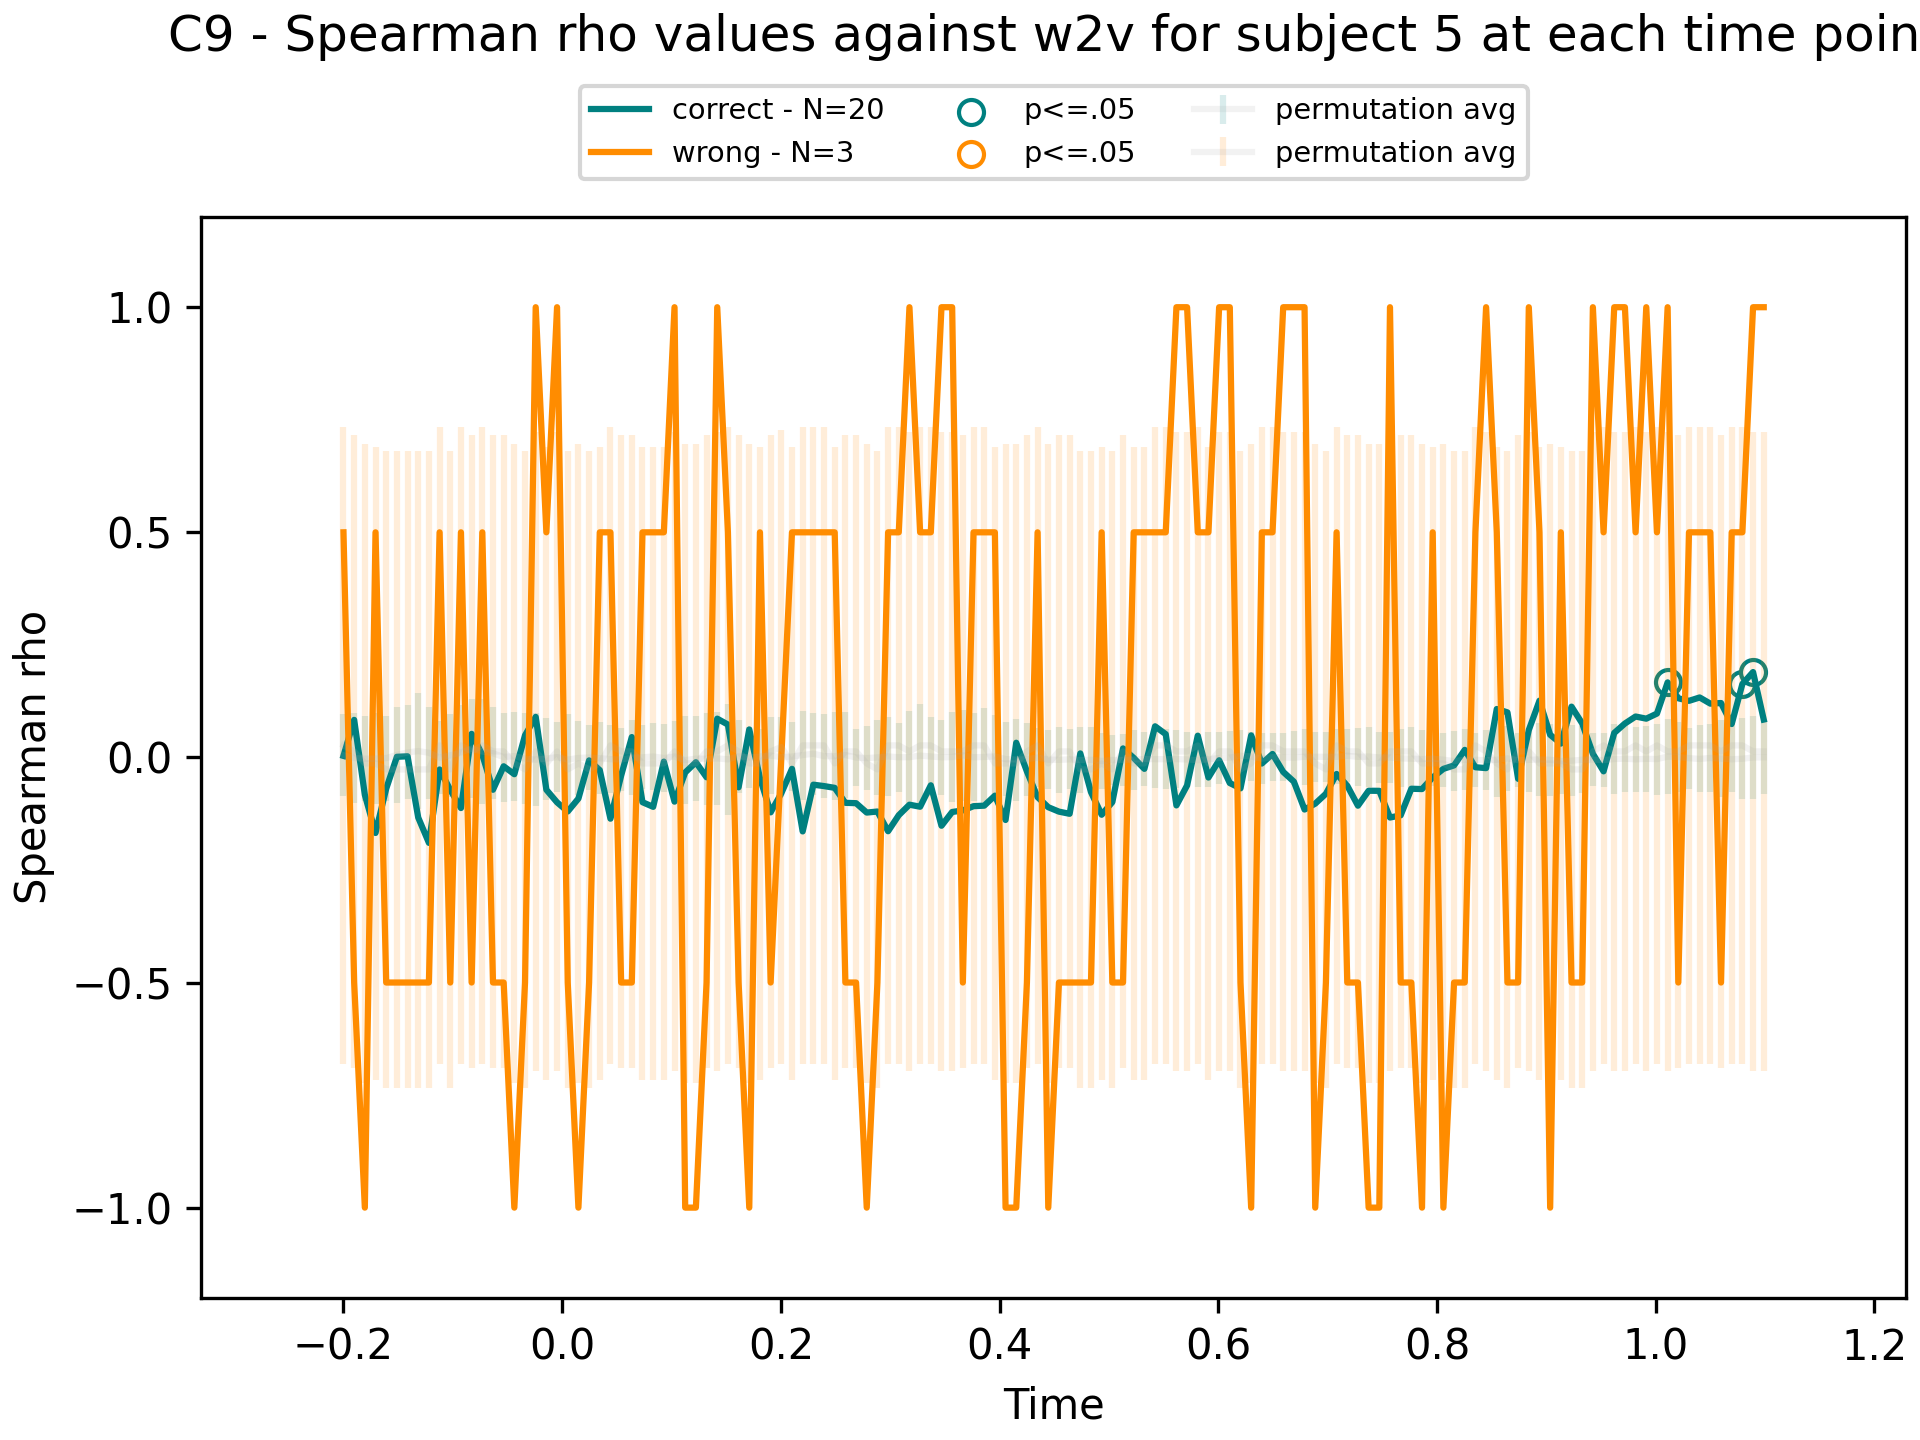 C9 - Spearman rho values against w2v for subject 5 at each time poin
correct - N=20
wrong - N=3
p<=.05
p<=.05
permutation avg
permutation avg
Spearman rho
1.0
0.5
0.0
−0.5
−1.0
−0.2 0.0 0.2 0.4 0.6 0.8 1.0 1.2
Time